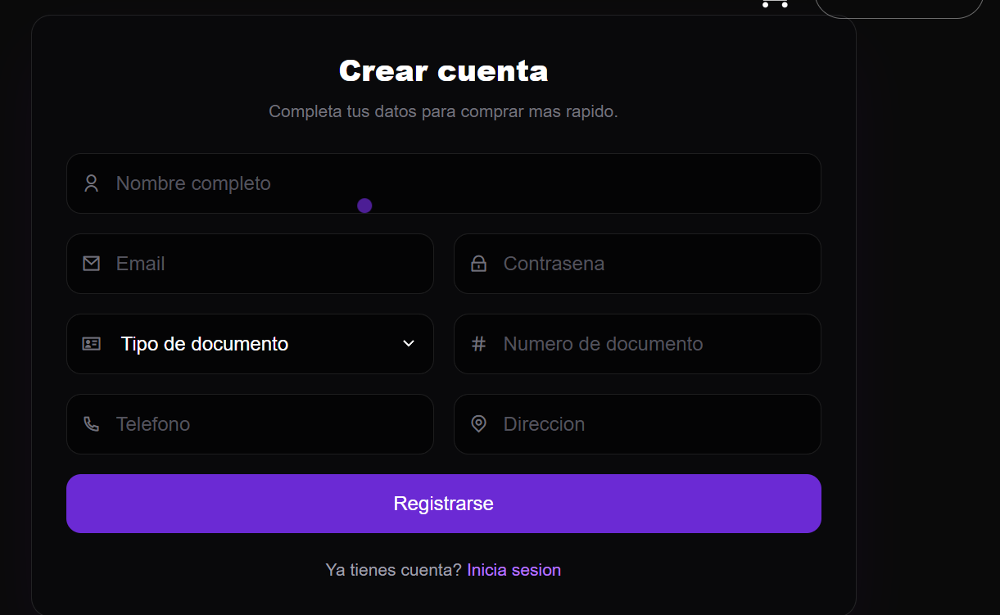 Crear cuenta
Completa tus datos para comprar mas rapido.
Nombre completo
Email
Contrasena
Tipo de documento
# Numero de documento
Telefono
Direccion
Registrarse
Ya tienes cuenta? Inicia sesion